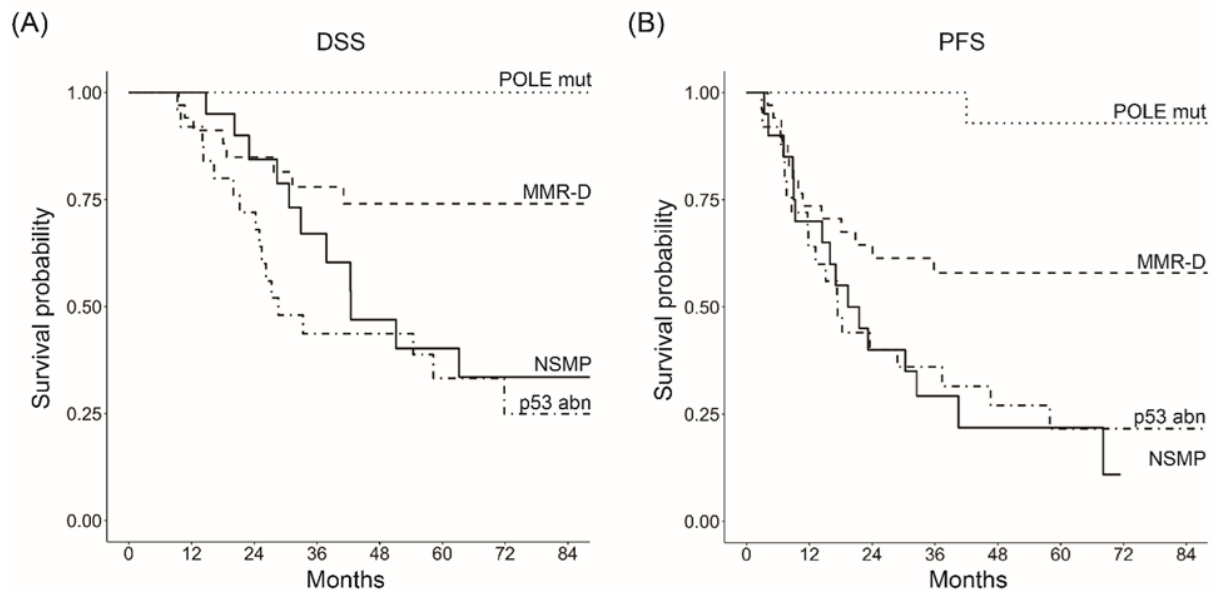 (A)
DSS
Survival probability
1.00
0.75
0.50
0.25
0.00
POLE mut
MMR-D
NSMP
p53 abn
0 12 24 36 48 60 72 84
Months
(B)
PFS
Survival probability
1.00
0.75
0.50
0.25
0.00
POLE mut
MMR-D
p53 abn
NSMP
0 12 24 36 48 60 72 84
Months